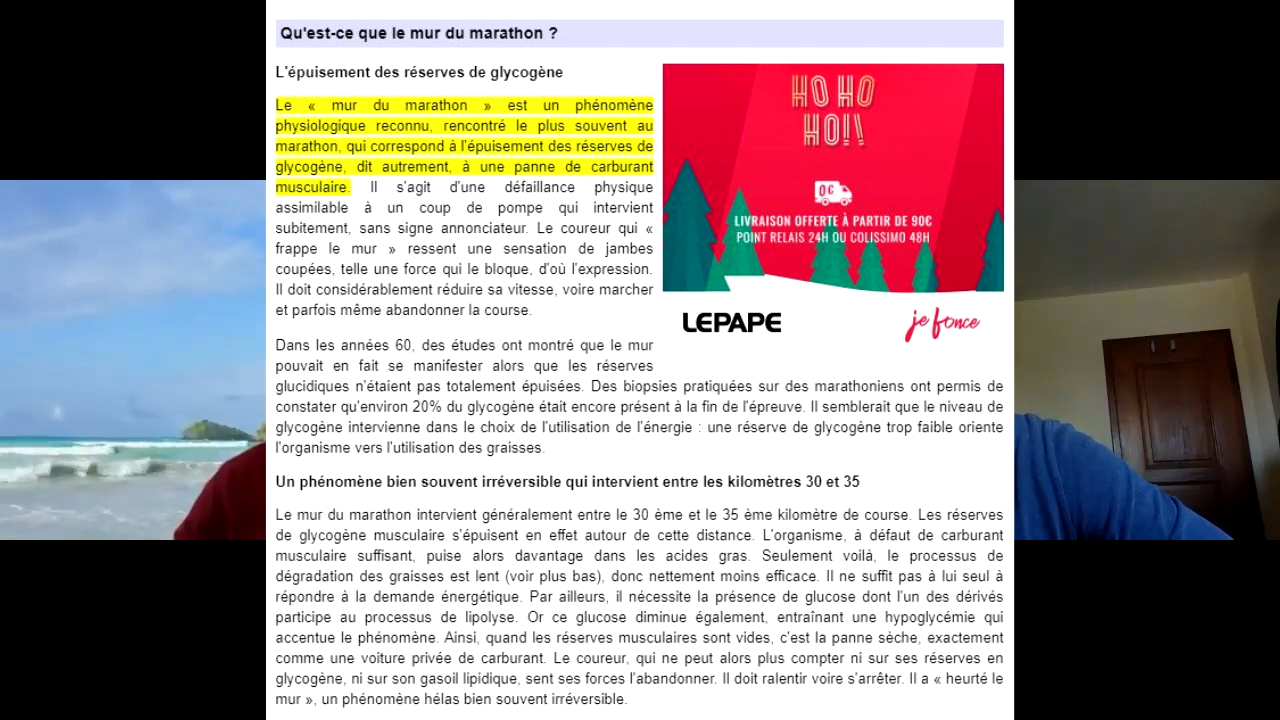 Qu'est-ce que le mur du marathon ?
L'épuisement des réserves de glycogène
Le « mur du marathon » est un phénomène
physiologique reconnu, rencontré le plus souvent au
marathon, qui correspond à l'épuisement des réserves de
glycogène, dit autrement, à une panne de carburant
musculaire. Il s'agit d'une défaillance physique
assimilable à un coup de pompe qui intervient
subitement, sans signe annonciateur. Le coureur qui «
frappe le mur » ressent une sensation de jambes
coupées, telle une force qui le bloque, d'où l'expression.
Il doit considérablement réduire sa vitesse, voire marcher
et parfois même abandonner la course.
HO HO
HO!\
0€
LIVRAISON OFFERTE À PARTIR DE 90€
POINT RELAIS 24H OU COLISSIMO 48H
LEPAPE
je fonce
Dans les années 60, des études ont montré que le mur
pouvait en fait se manifester alors que les réserves
glucidiques n'étaient pas totalement épuisées. Des biopsies pratiquées sur des marathoniens ont permis de
constater qu'environ 20% du glycogène était encore présent à la fin de l'épreuve. Il semblerait que le niveau de
glycogène intervienne dans le choix de l'utilisation de l'énergie : une réserve de glycogène trop faible oriente
l'organisme vers l'utilisation des graisses.
Un phénomène bien souvent irréversible qui intervient entre les kilomètres 30 et 35
Le mur du marathon intervient généralement entre le 30 ème et le 35 ème kilomètre de course. Les réserves
de glycogène musculaire s'épuisent en effet autour de cette distance. L'organisme, à défaut de carburant
musculaire suffisant, puise alors davantage dans les acides gras. Seulement voilà, le processus de
dégradation des graisses est lent (voir plus bas), donc nettement moins efficace. Il ne suffit pas à lui seul à
répondre à la demande énergétique. Par ailleurs, il nécessite la présence de glucose dont l'un des dérivés
participe au processus de lipolyse. Or ce glucose diminue également, entraînant une hypoglycémie qui
accentue le phénomène. Ainsi, quand les réserves musculaires sont vides, c'est la panne sèche, exactement
comme une voiture privée de carburant. Le coureur, qui ne peut alors plus compter ni sur ses réserves en
glycogène, ni sur son gasoil lipidique, sent ses forces l'abandonner. Il doit ralentir voire s'arrêter. Il a « heurté le
mur », un phénomène hélas bien souvent irréversible.